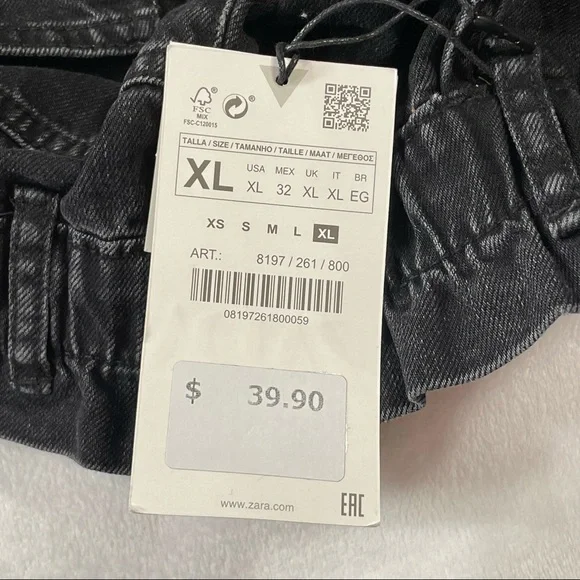 FSC
MIX
FSC-C120015
TALLA / SIZE / TAMANHO / TAILLE / MAAT / ΜΕΓΕΘΟΣ
XL
USA MEX UK IT BR
XL 32 XL XL EG
XS S M L XL
ART.: 8197 / 261 / 800
08197261800059
$ 39.90
www.zara.com
EAC